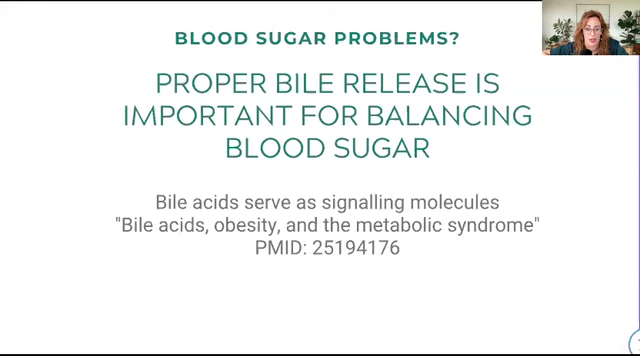 BLOOD SUGAR PROBLEMS?
PROPER BILE RELEASE IS
IMPORTANT FOR BALANCING
BLOOD SUGAR
Bile acids serve as signalling molecules
"Bile acids, obesity, and the metabolic syndrome"
PMID: 25194176